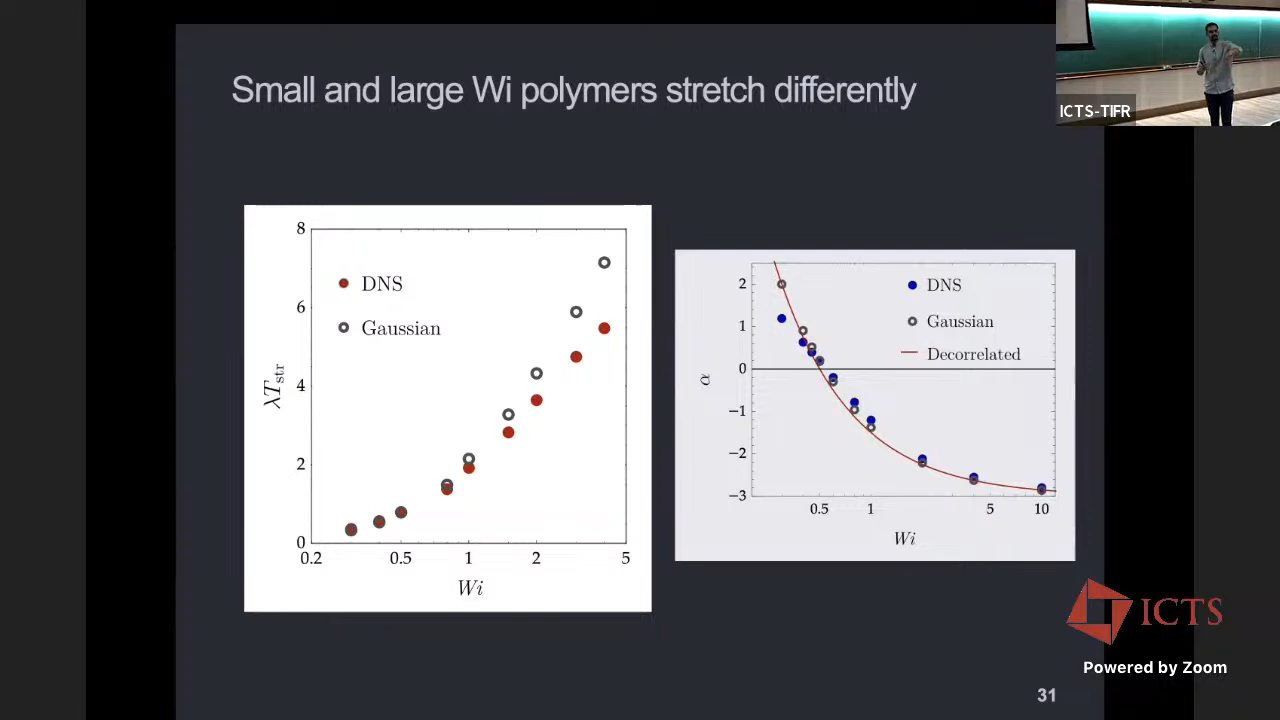 Small and large Wi polymers stretch differently
ICTS-TIFR
8
6
4
2
0
0.2
0.5
1
2
5
λT_str
Wi
DNS
Gaussian
2
1
0
−1
−2
−3
0.5
1
5
10
α
Wi
DNS
Gaussian
Decorrelated
ICTS
Powered by Zoom
31